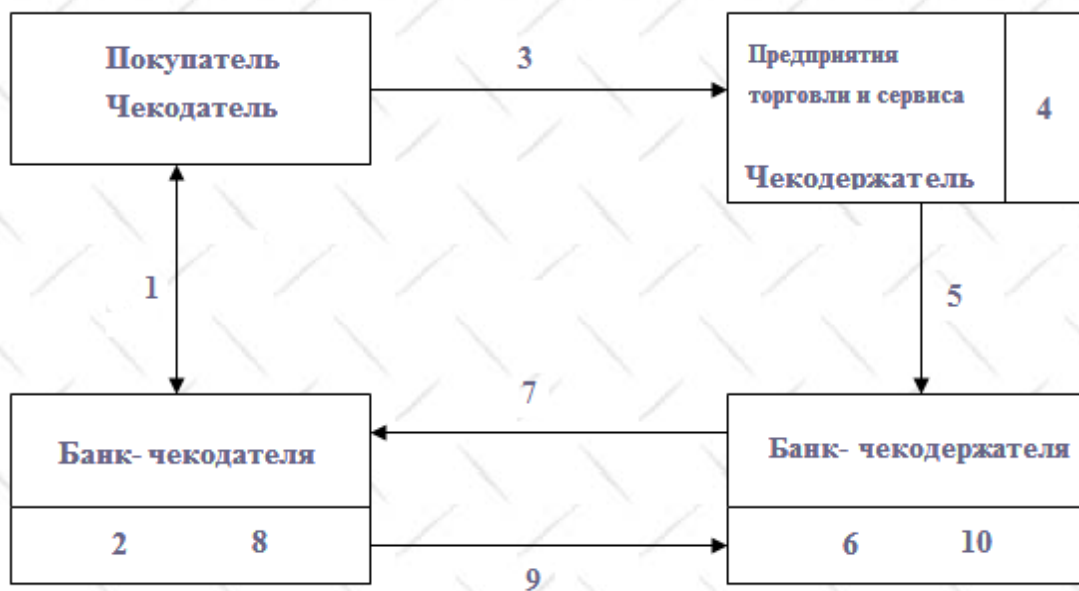 Покупатель
Чекодатель
3
Предприятия
торговли и сервиса
Чекодержатель
4
1
5
7
Банк- чекодателя
Банк- чекодержателя
2 8
9
6 10